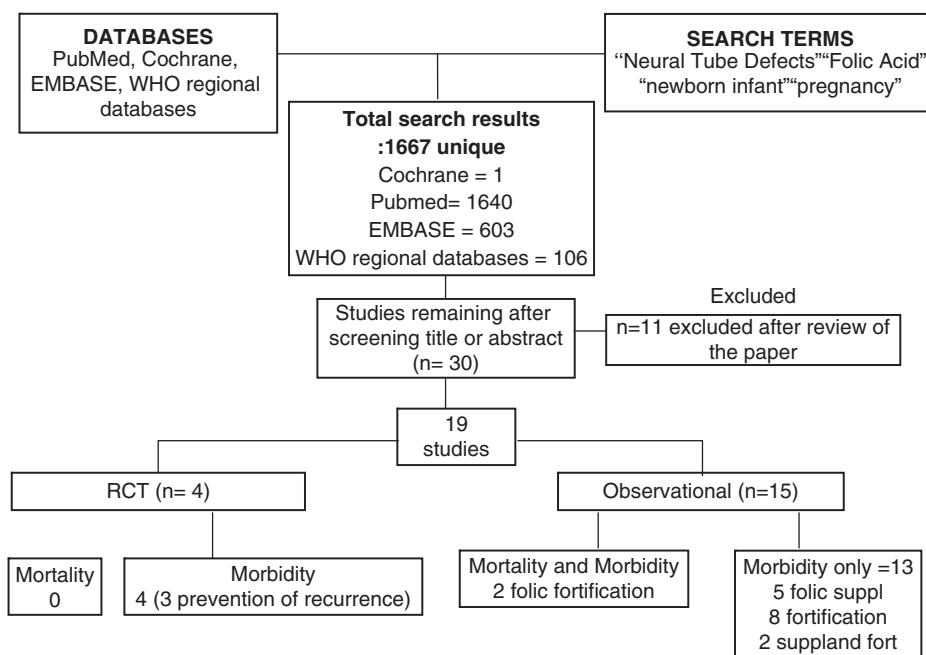 DATABASES
PubMed, Cochrane,
EMBASE, WHO regional
databases
SEARCH TERMS
‘‘Neural Tube Defects”“Folic Acid”
“newborn infant”“pregnancy”
Total search results
:1667 unique
Cochrane = 1
Pubmed= 1640
EMBASE = 603
WHO regional databases = 106
Studies remaining after
screening title or abstract
(n= 30)
Excluded
n=11 excluded after review of
the paper
19
studies
RCT (n= 4)
Observational (n=15)
Mortality
0
Morbidity
4 (3 prevention of recurrence)
Mortality and Morbidity
2 folic fortification
Morbidity only =13
5 folic suppl
8 fortification
2 suppland fort